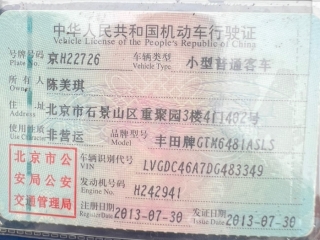 中华人民共和国机动车行驶证
Vehicle License of the People's Republic of China
号牌号码 京H22726 车辆类型 小型普通客车
Plate No. Vehicle Type
所有人 陈美琪
Owner
住址 北京市石景山区重聚园3楼4门402号
Address
使用性质 非营运 品牌型号 丰田牌GTM6481ASLS
Use Character Model
北京市公 车辆识别代号 LVGDC46A7DG483349
VIN
安局公安 发动机号码 H242941
Engine No.
交通管理局 注册日期 2013-07-30 发证日期 2013-07-30
Register Date Issue Date